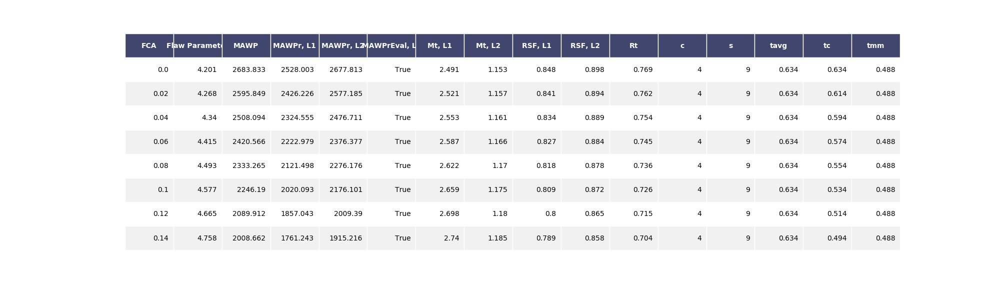 FCA Flaw Paramete MAWP MAWPr, L1 MAWPr, L2 MAWPrEval, L Mt, L1 Mt, L2 RSF, L1 RSF, L2 Rt c s tavg tc tmm
0.0 4.201 2683.833 2528.003 2677.813 True 2.491 1.153 0.848 0.898 0.769 4 9 0.634 0.634 0.488
0.02 4.268 2595.849 2426.226 2577.185 True 2.521 1.157 0.841 0.894 0.762 4 9 0.634 0.614 0.488
0.04 4.34 2508.094 2324.555 2476.711 True 2.553 1.161 0.834 0.889 0.754 4 9 0.634 0.594 0.488
0.06 4.415 2420.566 2222.979 2376.377 True 2.587 1.166 0.827 0.884 0.745 4 9 0.634 0.574 0.488
0.08 4.493 2333.265 2121.498 2276.176 True 2.622 1.17 0.818 0.878 0.736 4 9 0.634 0.554 0.488
0.1 4.577 2246.19 2020.093 2176.101 True 2.659 1.175 0.809 0.872 0.726 4 9 0.634 0.534 0.488
0.12 4.665 2089.912 1857.043 2009.39 True 2.698 1.18 0.8 0.865 0.715 4 9 0.634 0.514 0.488
0.14 4.758 2008.662 1761.243 1915.216 True 2.74 1.185 0.789 0.858 0.704 4 9 0.634 0.494 0.488